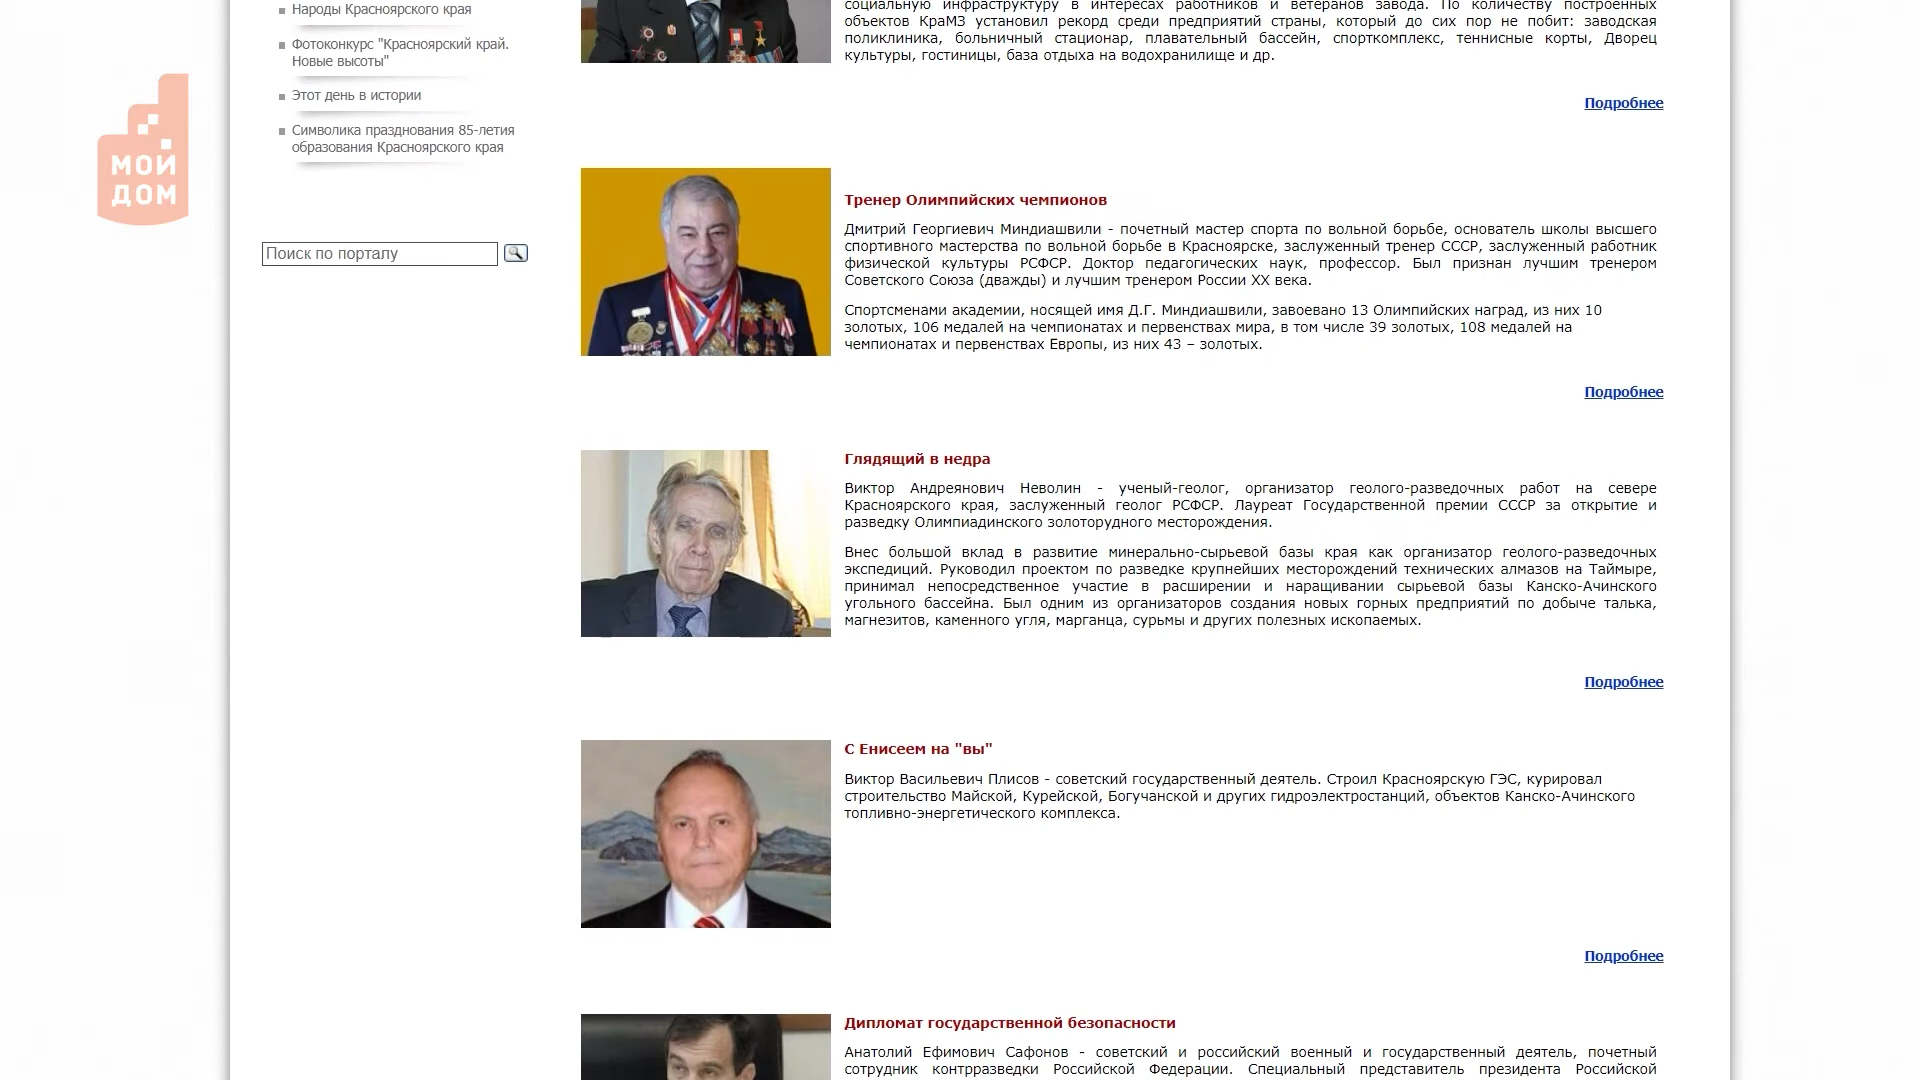 Народы Красноярского края
Фотоконкурс "Красноярский край.
Новые высоты"
Этот день в истории
Символика празднования 85-летия
образования Красноярского края
МОЙ
ДОМ
Поиск по порталу
социальную инфраструктуру в интересах работников и ветеранов завода. По количеству построенных
объектов КраМЗ установил рекорд среди предприятий страны, который до сих пор не побит: заводская
поликлиника, больничный стационар, плавательный бассейн, спорткомплекс, теннисные корты, Дворец
культуры, гостиницы, база отдыха на водохранилище и др.
Подробнее
Тренер Олимпийских чемпионов
Дмитрий Георгиевич Миндиашвили - почетный мастер спорта по вольной борьбе, основатель школы высшего
спортивного мастерства по вольной борьбе в Красноярске, заслуженный тренер СССР, заслуженный работник
физической культуры РСФСР. Доктор педагогических наук, профессор. Был признан лучшим тренером
Советского Союза (дважды) и лучшим тренером России XX века.
Спортсменами академии, носящей имя Д.Г. Миндиашвили, завоевано 13 Олимпийских наград, из них 10
золотых, 106 медалей на чемпионатах и первенствах мира, в том числе 39 золотых, 108 медалей на
чемпионатах и первенствах Европы, из них 43 – золотых.
Подробнее
Глядящий в недра
Виктор Андреянович Неволин - ученый-геолог, организатор геолого-разведочных работ на севере
Красноярского края, заслуженный геолог РСФСР. Лауреат Государственной премии СССР за открытие и
разведку Олимпиадинского золоторудного месторождения.
Внес большой вклад в развитие минерально-сырьевой базы края как организатор геолого-разведочных
экспедиций. Руководил проектом по разведке крупнейших месторождений технических алмазов на Таймыре,
принимал непосредственное участие в расширении и наращивании сырьевой базы Канско-Ачинского
угольного бассейна. Был одним из организаторов создания новых горных предприятий по добыче талька,
магнезитов, каменного угля, марганца, сурьмы и других полезных ископаемых.
Подробнее
С Енисеем на "вы"
Виктор Васильевич Плисов - советский государственный деятель. Строил Красноярскую ГЭС, курировал
строительство Майской, Курейской, Богучанской и других гидроэлектростанций, объектов Канско-Ачинского
топливно-энергетического комплекса.
Подробнее
Дипломат государственной безопасности
Анатолий Ефимович Сафонов - советский и российский военный и государственный деятель, почетный
сотрудник контрразведки Российской Федерации. Специальный представитель президента Российской